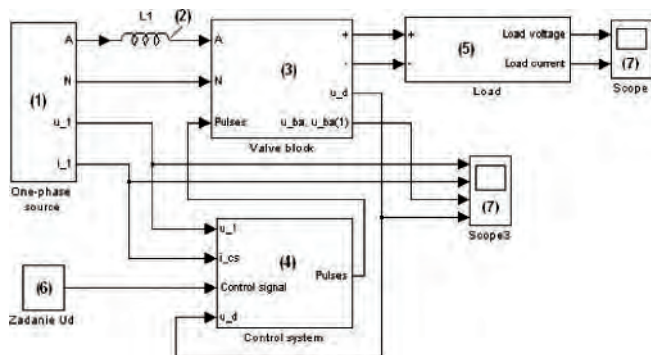 L1
(2)
A
N
(1)
u_1
i_1
One-phase
source
A
N
Pulses
(3)
+
-
u_d
u_ba, u_ba(1)
Valve block
+
-
(5)
Load voltage
Load current
Load
(7)
Scope
(7)
Scope3
u_1
i_cs
Control signal
u_d
(4)
Pulses
Control system
(6)
Zadanie Ud